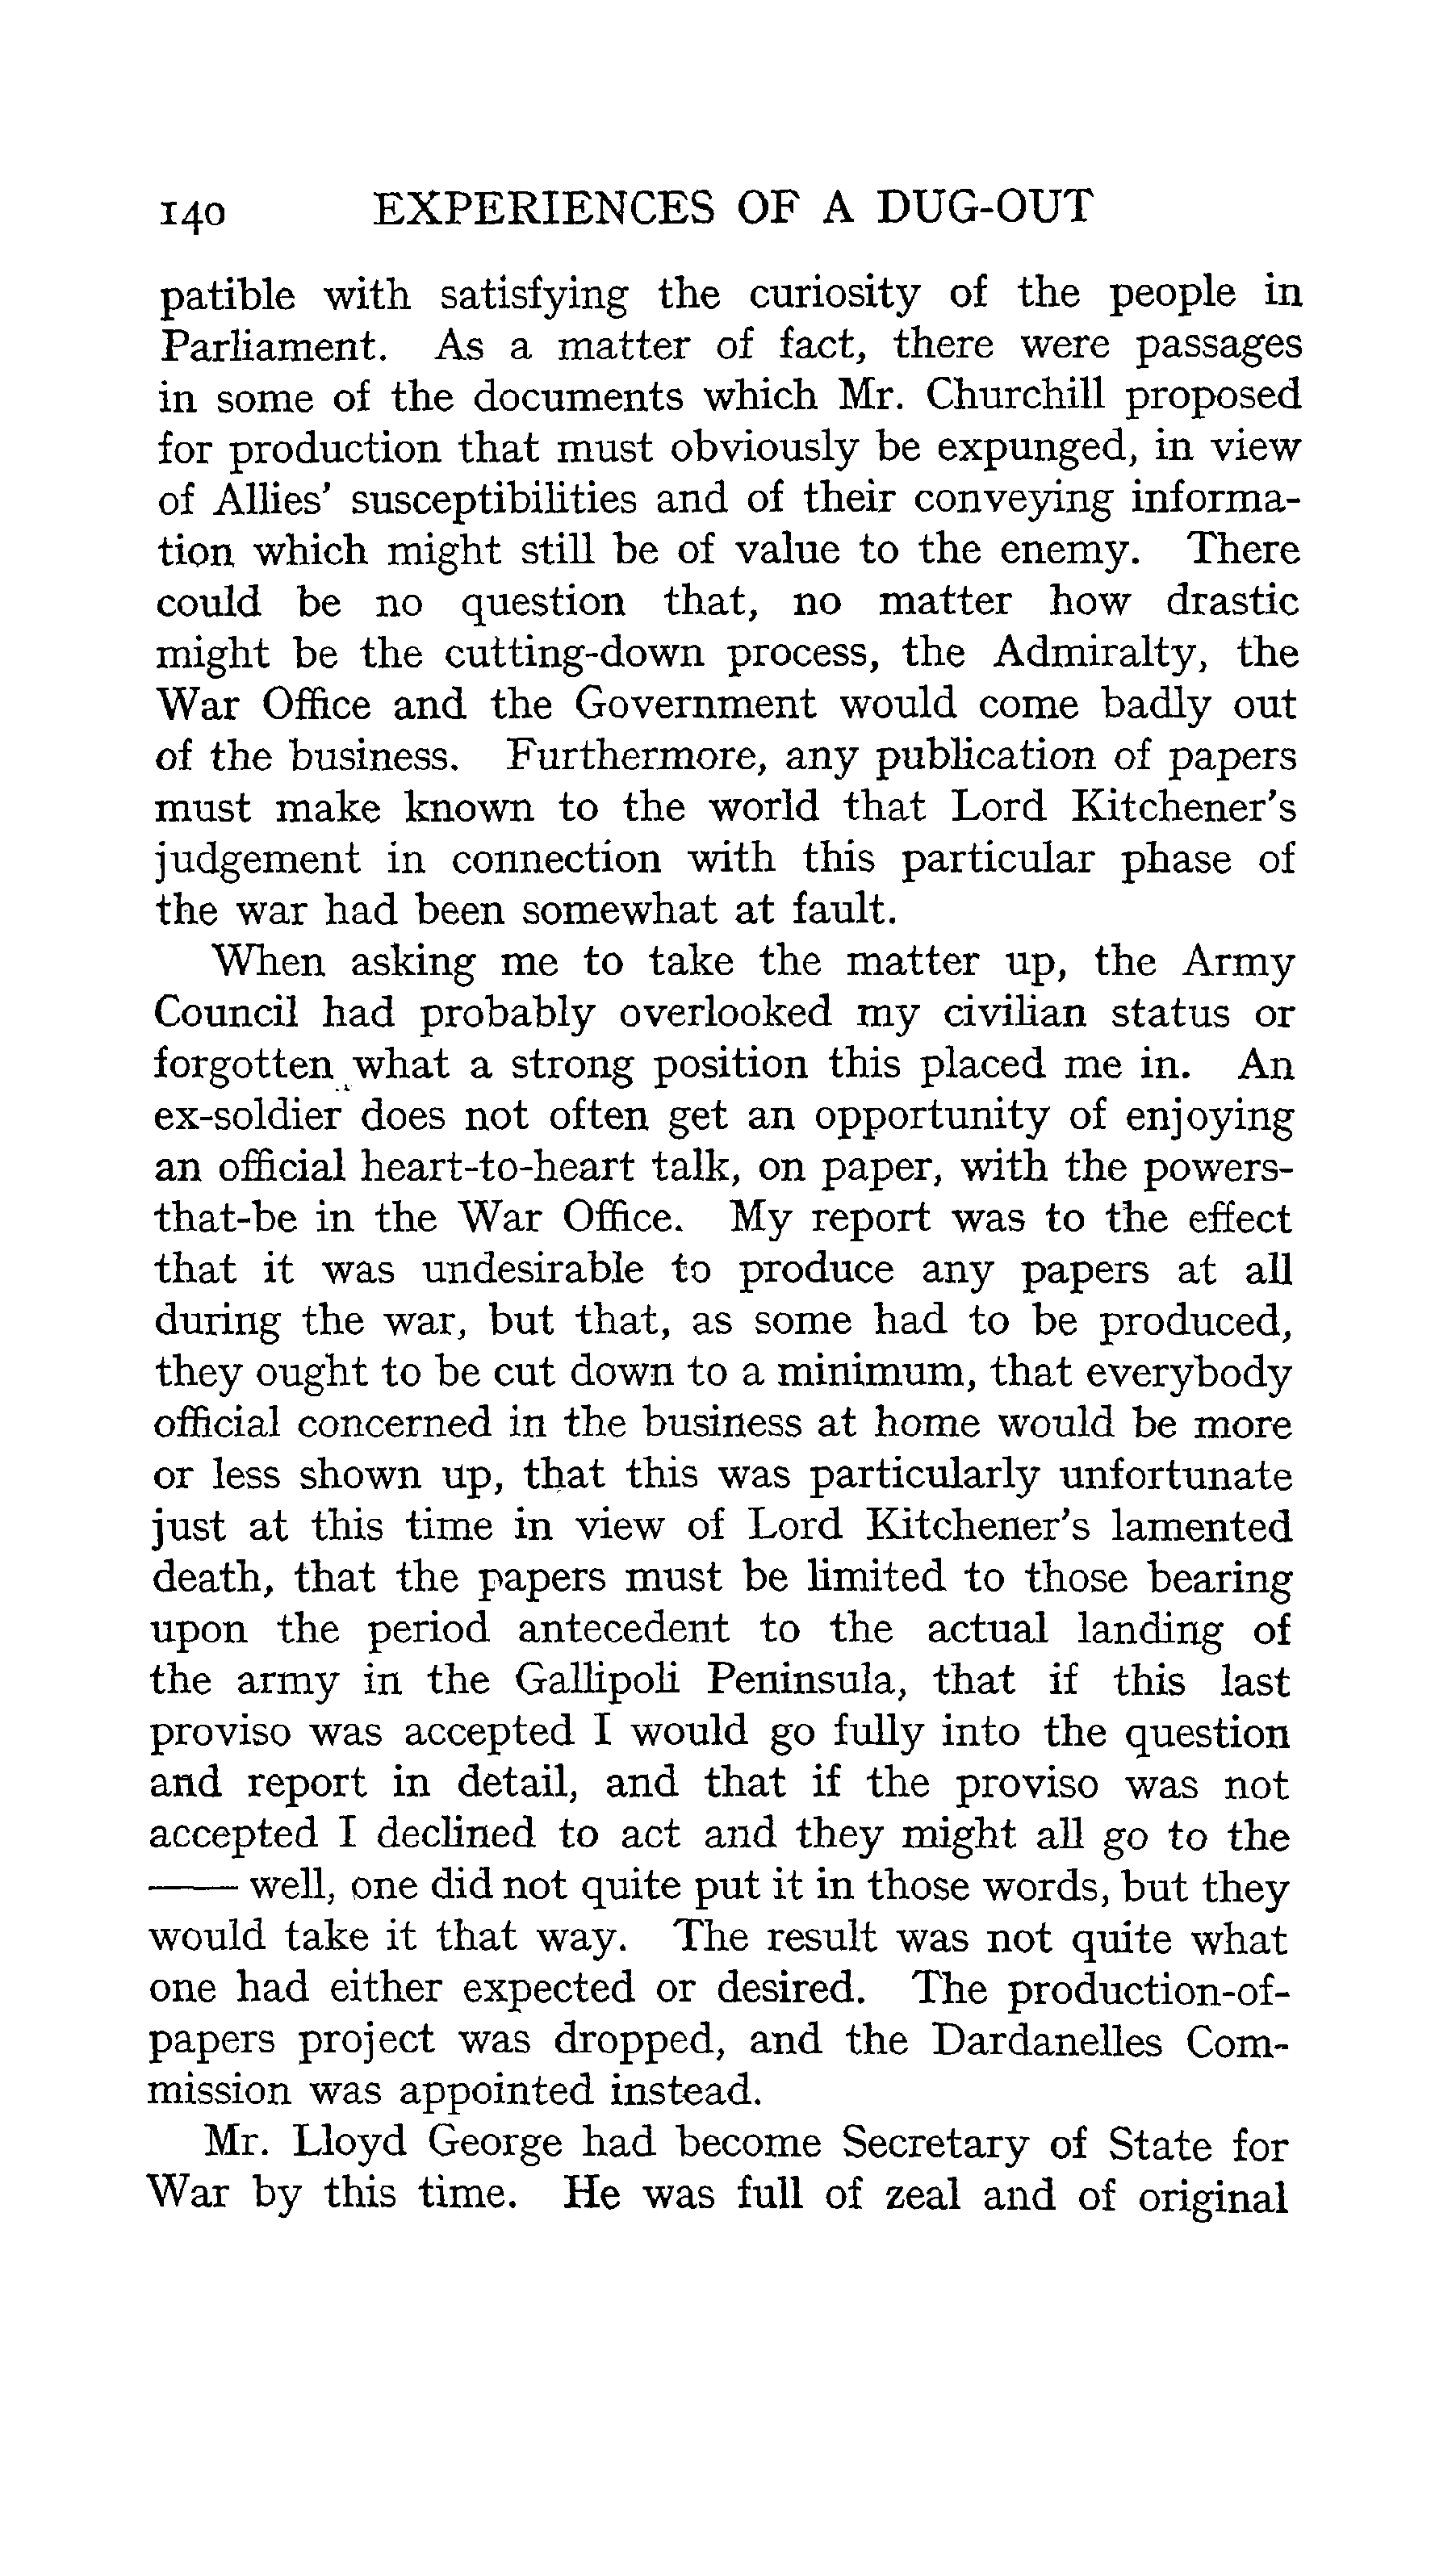 140 EXPERIENCES OF A DUG-OUT
patible with satisfying the curiosity of the people in
Parliament. As a matter of fact, there were passages
in some of the documents which Mr. Churchill proposed
for production that must obviously be expunged, in view
of Allies' susceptibilities and of their conveying informa-
tion which might still be of value to the enemy. There
could be no question that, no matter how drastic
might be the cutting-down process, the Admiralty, the
War Office and the Government would come badly out
of the business. Furthermore, any publication of papers
must make known to the world that Lord Kitchener's
judgement in connection with this particular phase of
the war had been somewhat at fault.
When asking me to take the matter up, the Army
Council had probably overlooked my civilian status or
forgotten what a strong position this placed me in. An
ex-soldier does not often get an opportunity of enjoying
an official heart-to-heart talk, on paper, with the powers-
that-be in the War Office. My report was to the effect
that it was undesirable to produce any papers at all
during the war, but that, as some had to be produced,
they ought to be cut down to a minimum, that everybody
official concerned in the business at home would be more
or less shown up, that this was particularly unfortunate
just at this time in view of Lord Kitchener's lamented
death, that the papers must be limited to those bearing
upon the period antecedent to the actual landing of
the army in the Gallipoli Peninsula, that if this last
proviso was accepted I would go fully into the question
and report in detail, and that if the proviso was not
accepted I declined to act and they might all go to the
—— well, one did not quite put it in those words, but they
would take it that way. The result was not quite what
one had either expected or desired. The production-of-
papers project was dropped, and the Dardanelles Com-
mission was appointed instead.
Mr. Lloyd George had become Secretary of State for
War by this time. He was full of zeal and of original